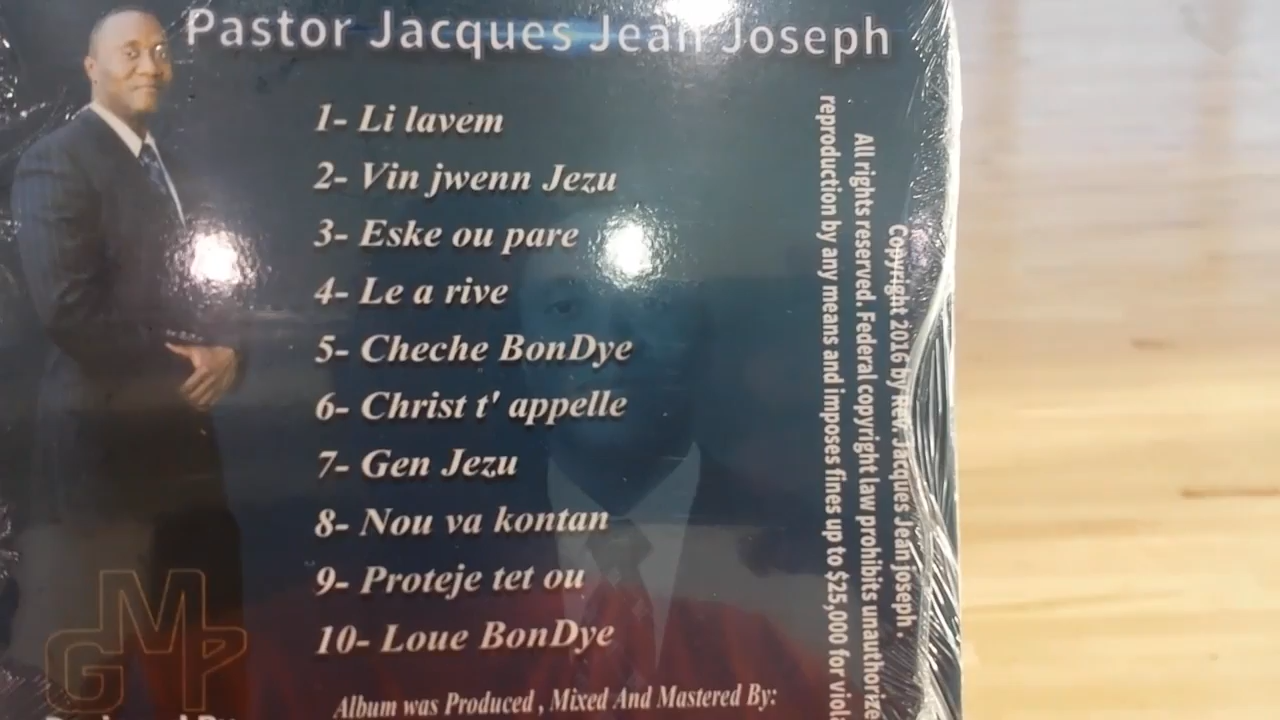 Pastor Jacques Jean Joseph
1- Li lavem
2- Vin jwenn Jezu
3- Eske ou pare
4- Le a rive
5- Cheche BonDye
6- Christ t' appelle
7- Gen Jezu
8- Nou va kontan
9- Proteje tet ou
10- Loue BonDye
Album was Produced , Mixed And Mastered By:
GMP
Copyright 2016 by Rev. Jacques Jean joseph .
All rights reserved. Federal copyright law prohibits unauthorize
reproduction by any means and imposes fines up to $25,000 for viola